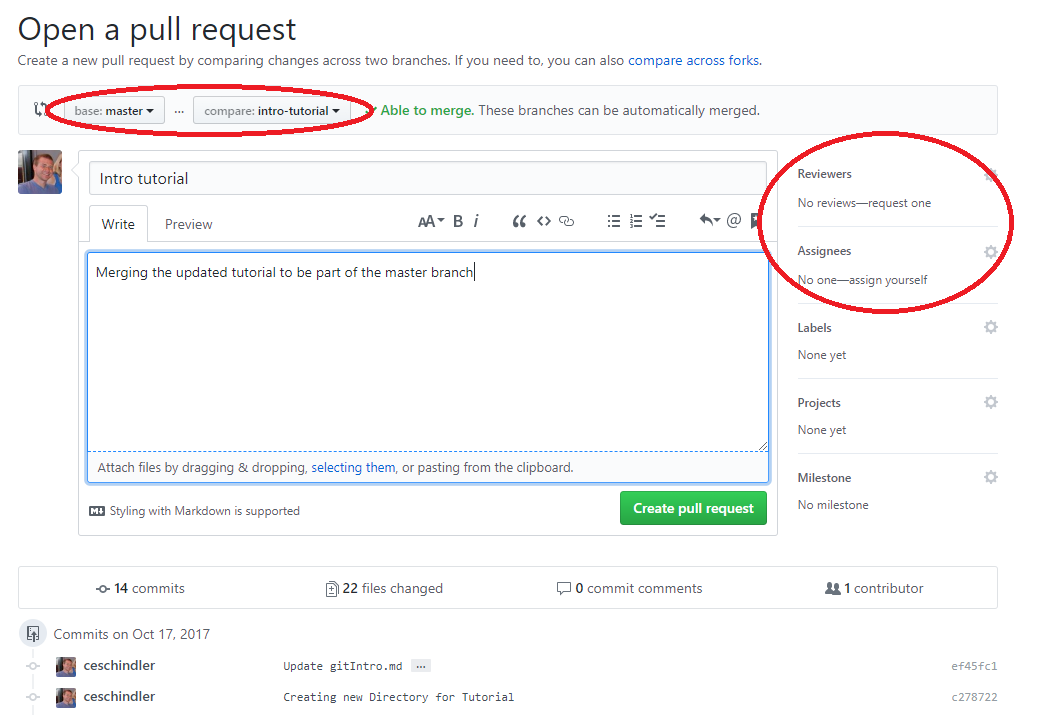 Open a pull request
Create a new pull request by comparing changes across two branches. If you need to, you can also compare across forks.
base: master ... compare: intro-tutorial Able to merge. These branches can be automatically merged.
Intro tutorial
Write Preview AA B i @
Merging the updated tutorial to be part of the master branch
Attach files by dragging & dropping, selecting them, or pasting from the clipboard.
Styling with Markdown is supported
Create pull request
Reviewers
No reviews—request one
Assignees
No one—assign yourself
Labels
None yet
Projects
None yet
Milestone
No milestone
14 commits 22 files changed 0 commit comments 1 contributor
Commits on Oct 17, 2017
ceschindler Update gitIntro.md ... ef45fc1
ceschindler Creating new Directory for Tutorial c278722